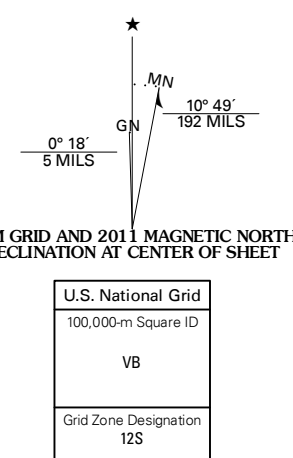 ★
MN
GN
10° 49´
192 MILS
0° 18´
5 MILS
M GRID AND 2011 MAGNETIC NORTH
ECLINATION AT CENTER OF SHEET
U.S. National Grid
100,000-m Square ID
VB
Grid Zone Designation
12S